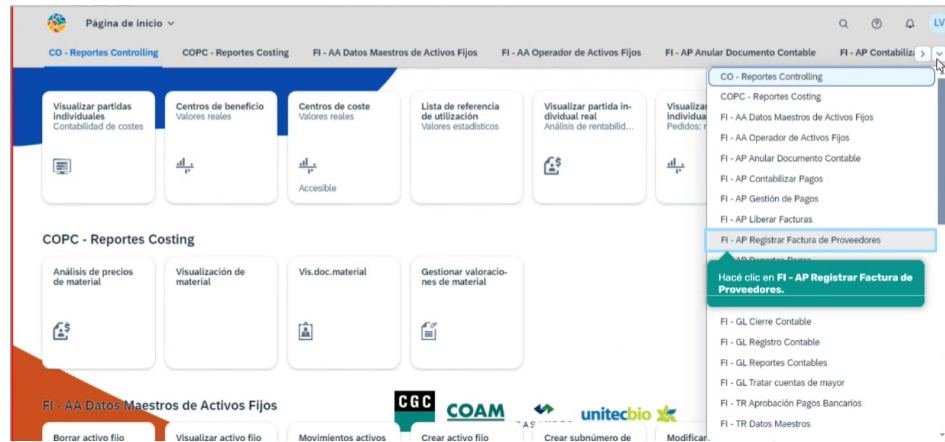 Página de inicio
LV
CO - Reportes Controlling
COPC - Reportes Costing
FI - AA Datos Maestros de Activos Fijos
FI - AA Operador de Activos Fijos
FI - AP Anular Documento Contable
FI - AP
Visualizar partidas
individuales
Contabilidad de costes
Centros de beneficio
Valores reales
Centros de coste
Valores reales
Accesible
Lista de referencia
de utilización
Valores estadísticos
Visualizar partida in-
dividual real
Análisis de rentabilid...
COPC - Reportes Costing
Análisis de precios
de material
Visualización de
material
Vis.doc.material
Gestionar valoracio-
nes de material
FI - AA Datos Maestros de Activos Fijos
CGC
COAM
unitecbio
Borrar activo fijo
Visualizar activo fijo
Movimientos activos
Crear activo fijo
Crear subnúmero de
CO - Reportes Controlling
COPC - Reportes Costing
FI - AA Datos Maestros de Activos Fijos
FI - AA Operador de Activos Fijos
FI - AP Anular Documento Contable
FI - AP Contabilizar Pagos
FI - AP Gestión de Pagos
FI - AP Liberar Facturas
FI - AP Registrar Factura de Proveedores
Hacé clic en FI - AP Registrar Factura de
Proveedores.
FI - GL Cierre Contable
FI - GL Registro Contable
FI - GL Reportes Contables
FI - GL Tratar cuentas de mayor
FI - TR Aprobación Pagos Bancarios
FI - TR Datos Maestros